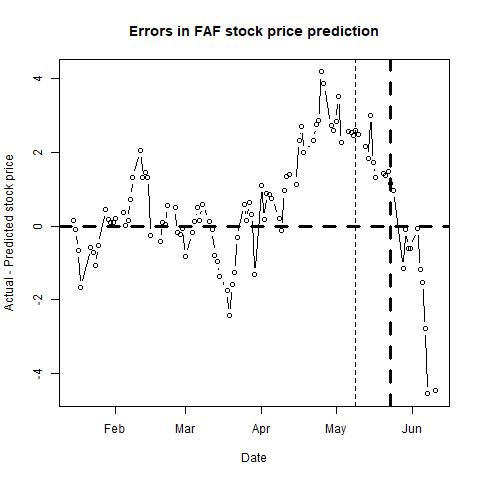 Errors in FAF stock price prediction
Actual - Predicted stock price
4
2
0
-2
-4
Feb Mar Apr May Jun
Date